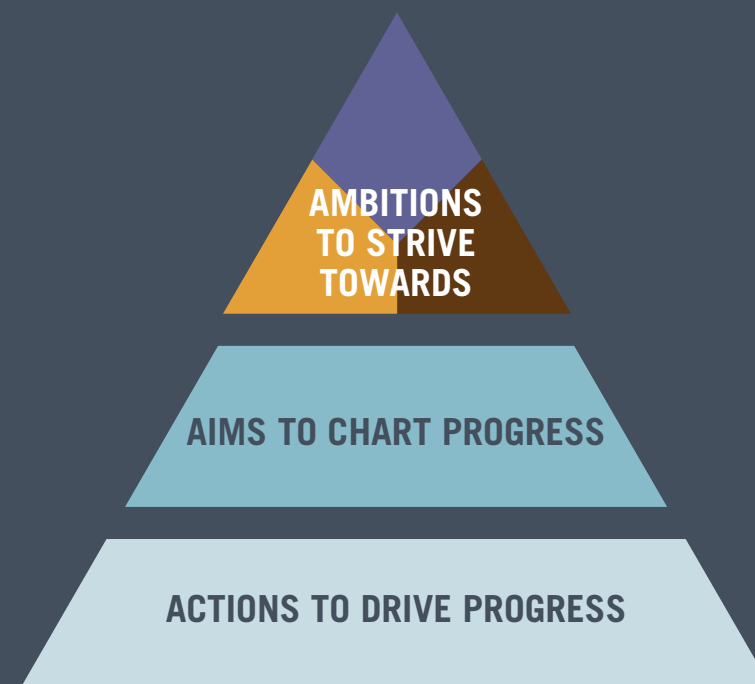 AMBITIONS
TO STRIVE
TOWARDS
AIMS TO CHART PROGRESS
ACTIONS TO DRIVE PROGRESS